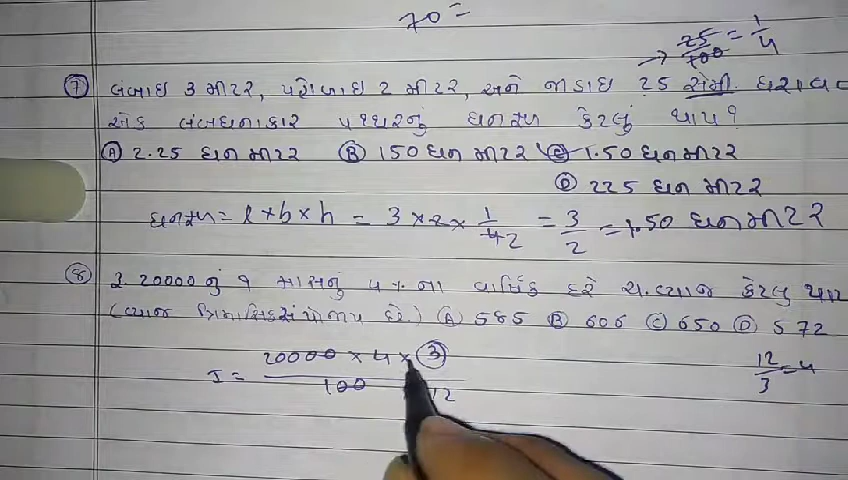 70=
→ 25/100 = 1/4
(7) લંબાઇ 3 મીટર, પહોળાઇ 2 મીટર, અને જાડાઇ 25 સેમી ધરાવત
એક લંબઘનાકાર પથ્થરનું ઘનફળ કેટલું થાય?
(A) 2.25 ઘન મીટર (B) 150 ઘન મીટર (C) 1.50 ઘન મીટર
(D) 225 ઘન મીટર
ઘનફળ = l × b × h = 3 × 2 × 1/4 2 = 3/2 = 1.50 ઘન મીટર
(8) રૂ. 20000 નું 9 માસનું 4 % ના વાર્ષિક દરે ચ.વ્યાજ કેટલુ થાય
(વ્યાજ ત્રિમાસિક) (A) 585 (B) 606 (C) 650 (D) 572
I = 20000 × 4 × (3) / 100 12
12/3 = 4